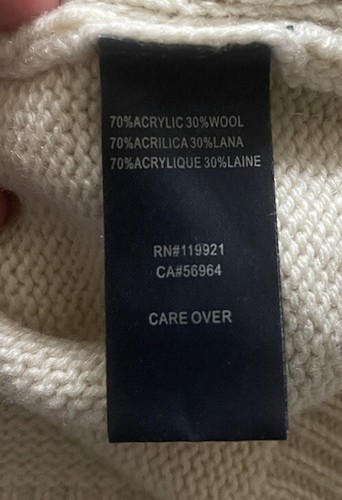 70%ACRYLIC 30%WOOL
70%ACRILICA 30%LANA
70%ACRYLIQUE 30%LAINE
RN#119921
CA#56964
CARE OVER